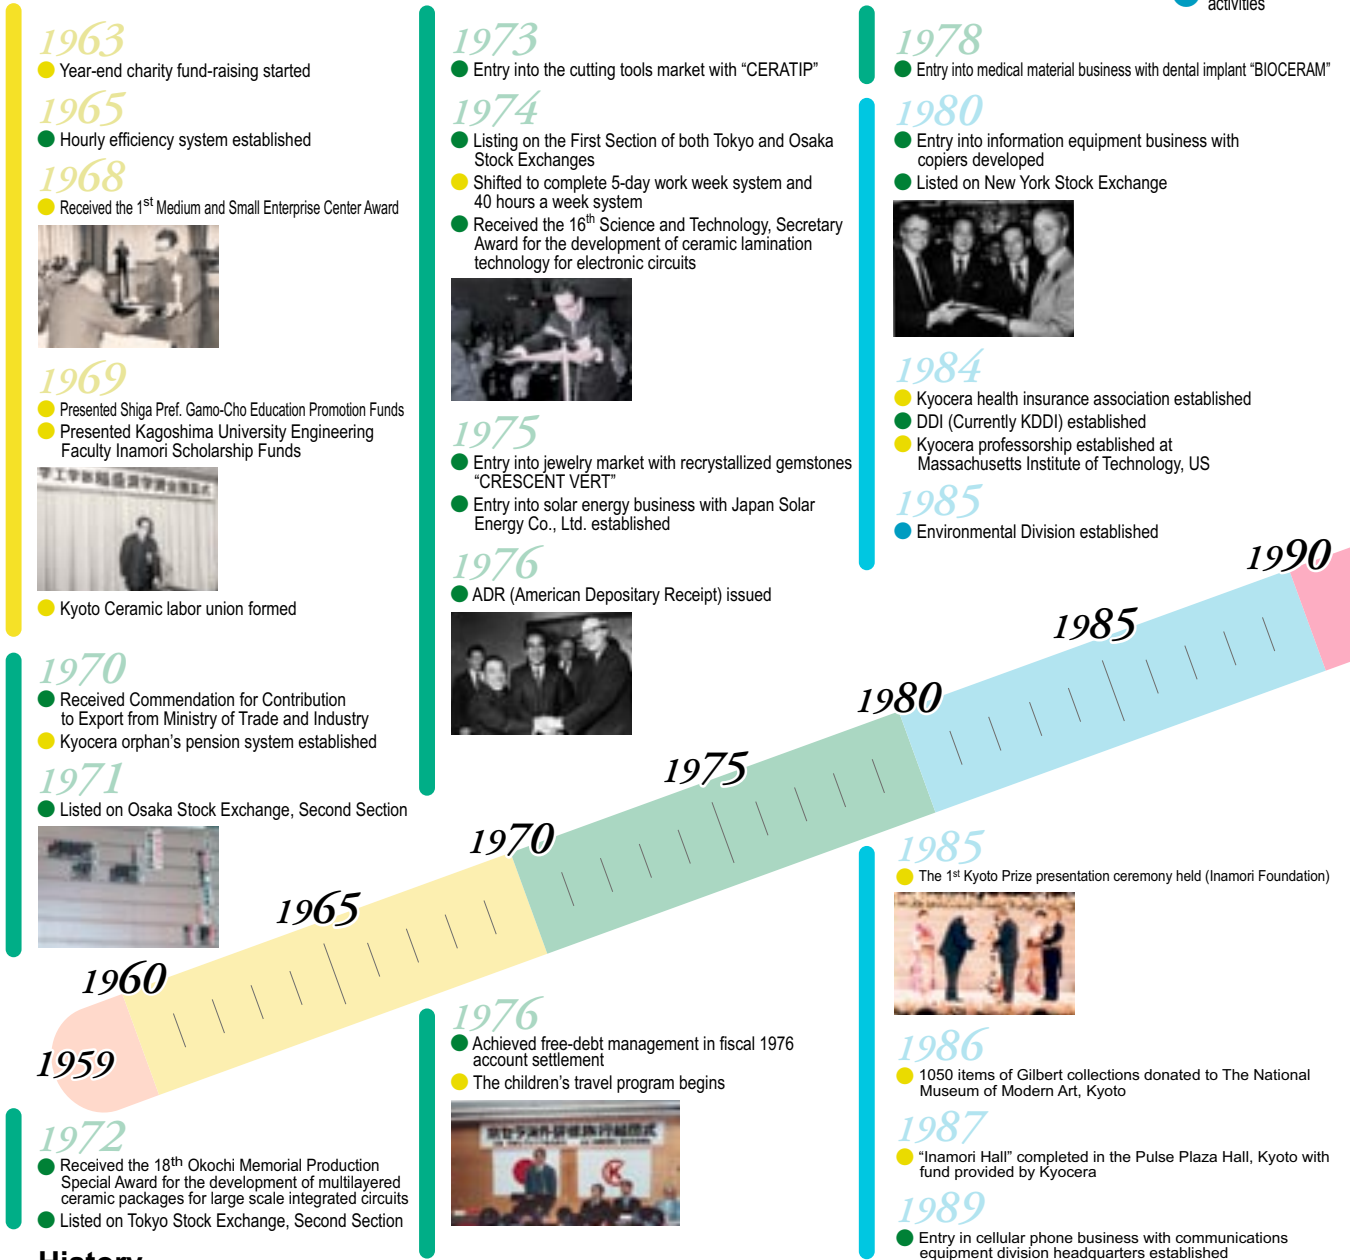 activities
1963
Year-end charity fund-raising started
1965
Hourly efficiency system established
1968
Received the 1st Medium and Small Enterprise Center Award
1969
Presented Shiga Pref. Gamo-Cho Education Promotion Funds
Presented Kagoshima University Engineering
Faculty Inamori Scholarship Funds
Kyoto Ceramic labor union formed
1970
Received Commendation for Contribution
to Export from Ministry of Trade and Industry
Kyocera orphan's pension system established
1971
Listed on Osaka Stock Exchange, Second Section
1972
Received the 18th Okochi Memorial Production
Special Award for the development of multilayered
ceramic packages for large scale integrated circuits
Listed on Tokyo Stock Exchange, Second Section
1973
Entry into the cutting tools market with “CERATIP”
1974
Listing on the First Section of both Tokyo and Osaka
Stock Exchanges
Shifted to complete 5-day work week system and
40 hours a week system
Received the 16th Science and Technology, Secretary
Award for the development of ceramic lamination
technology for electronic circuits
1975
Entry into jewelry market with recrystallized gemstones
“CRESCENT VERT”
Entry into solar energy business with Japan Solar
Energy Co., Ltd. established
1976
ADR (American Depositary Receipt) issued
1976
Achieved free-debt management in fiscal 1976
account settlement
The children's travel program begins
1978
Entry into medical material business with dental implant “BIOCERAM”
1980
Entry into information equipment business with
copiers developed
Listed on New York Stock Exchange
1984
Kyocera health insurance association established
DDI (Currently KDDI) established
Kyocera professorship established at
Massachusetts Institute of Technology, US
1985
Environmental Division established
1985
The 1st Kyoto Prize presentation ceremony held (Inamori Foundation)
1986
1050 items of Gilbert collections donated to The National
Museum of Modern Art, Kyoto
1987
“Inamori Hall” completed in the Pulse Plaza Hall, Kyoto with
fund provided by Kyocera
1989
Entry in cellular phone business with communications
equipment division headquarters established
1959
1960
1965
1970
1975
1980
1985
1990
History